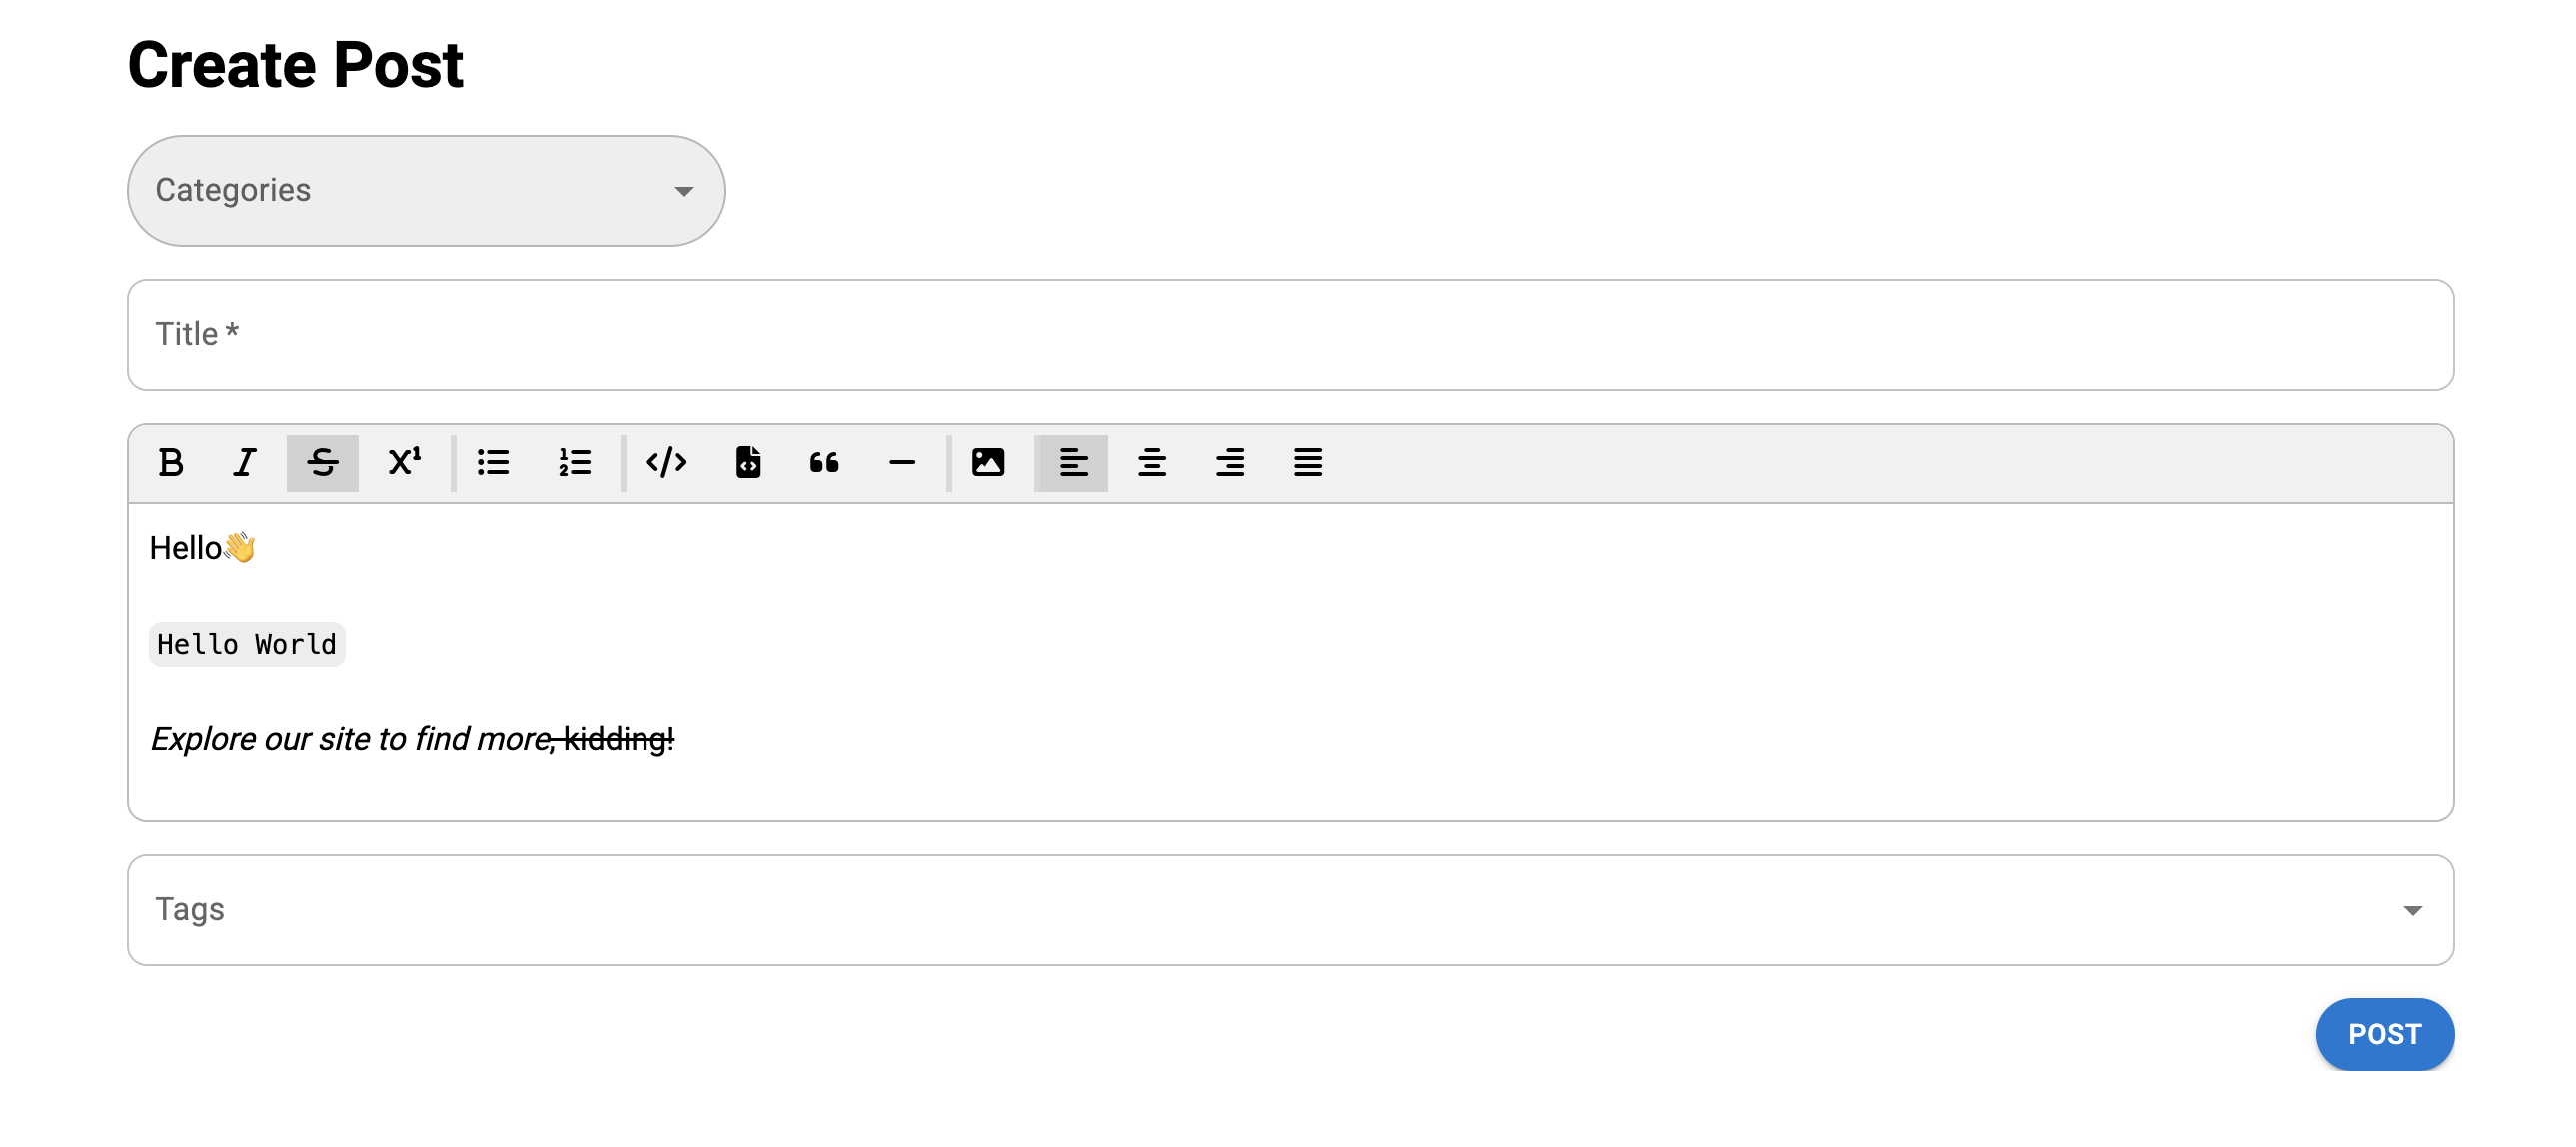 Create Post
Categories
Title *
B I S X¹
Hello👋
Hello World
Explore our site to find more, kidding!
Tags
POST